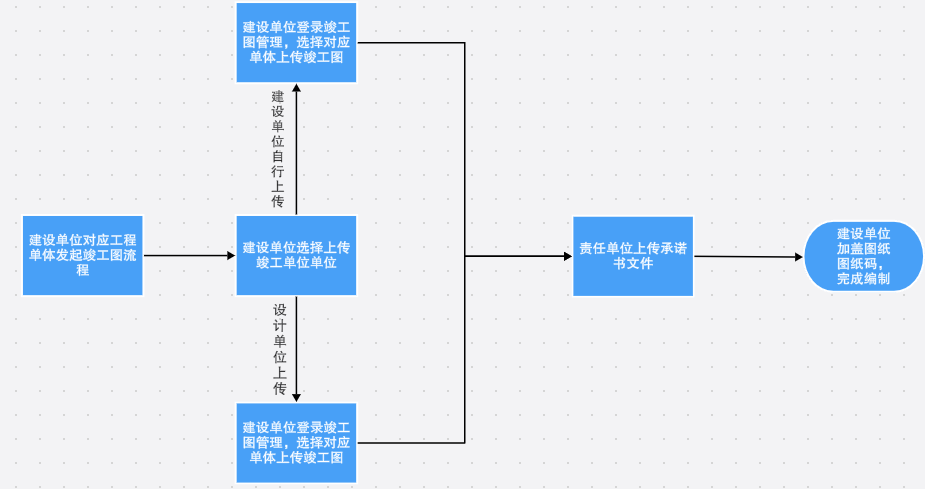 建设单位登录竣工
图管理，选择对应
单体上传竣工图
建
设
单
位
自
行
上
传
建设单位对应工程
单体发起竣工图流
程
建设单位选择上传
竣工单位单位
责任单位上传承诺
书文件
建设单位
加盖图纸
图纸码，
完成编制
设
计
单
位
上
传
建设单位登录竣工
图管理，选择对应
单体上传竣工图